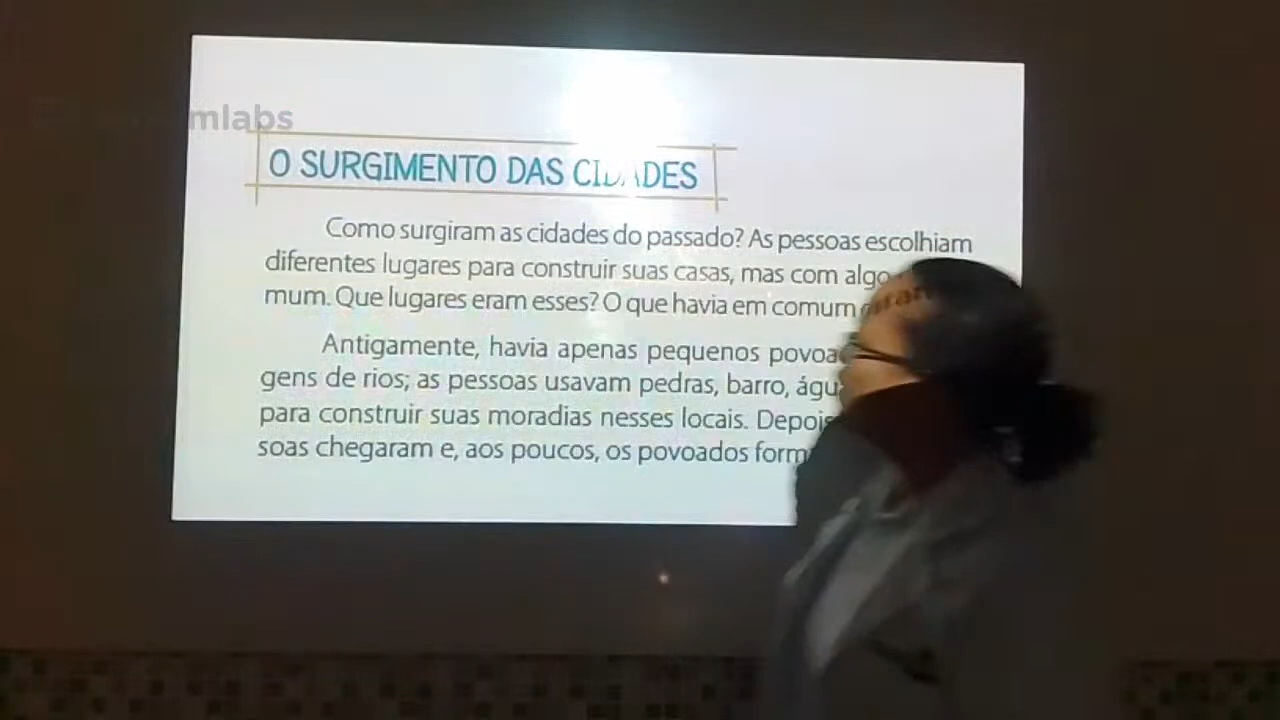 mlabs
O SURGIMENTO DAS CIDADES
Como surgiram as cidades do passado? As pessoas escolhiam
diferentes lugares para construir suas casas, mas com algo
mum. Que lugares eram esses? O que havia em comum
Antigamente, havia apenas pequenos povoa
gens de rios; as pessoas usavam pedras, barro, águ
para construir suas moradias nesses locais. Depois
soas chegaram e, aos poucos, os povoados form